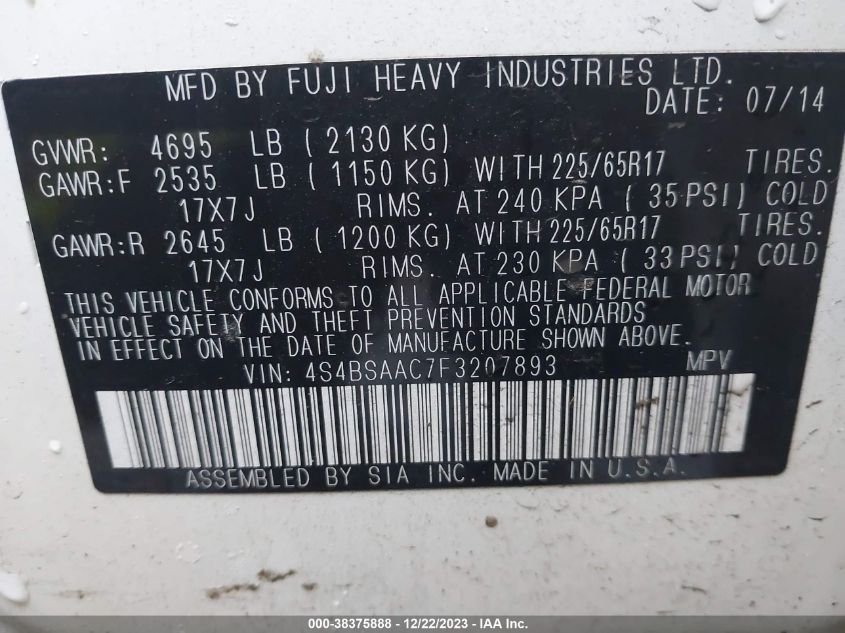 MFD BY FUJI HEAVY INDUSTRIES LTD.
DATE: 07/14
GVWR: 4695 LB ( 2130 KG)
GAWR:F 2535 LB ( 1150 KG) WITH 225/65R17 TIRES.
17X7J RIMS. AT 240 KPA ( 35 PSI) COLD
GAWR:R 2645 LB ( 1200 KG) WITH 225/65R17 TIRES.
17X7J RIMS. AT 230 KPA ( 33 PSI) COLD
THIS VEHICLE CONFORMS TO ALL APPLICABLE FEDERAL MOTOR
VEHICLE SAFETY AND THEFT PREVENTION STANDARDS
IN EFFECT ON THE DATE OF MANUFACTURE SHOWN ABOVE.
VIN: 4S4BSAAC7F3207893 MPV
ASSEMBLED BY SIA INC. MADE IN U.S.A.
000-38375888 - 12/22/2023 - IAA Inc.